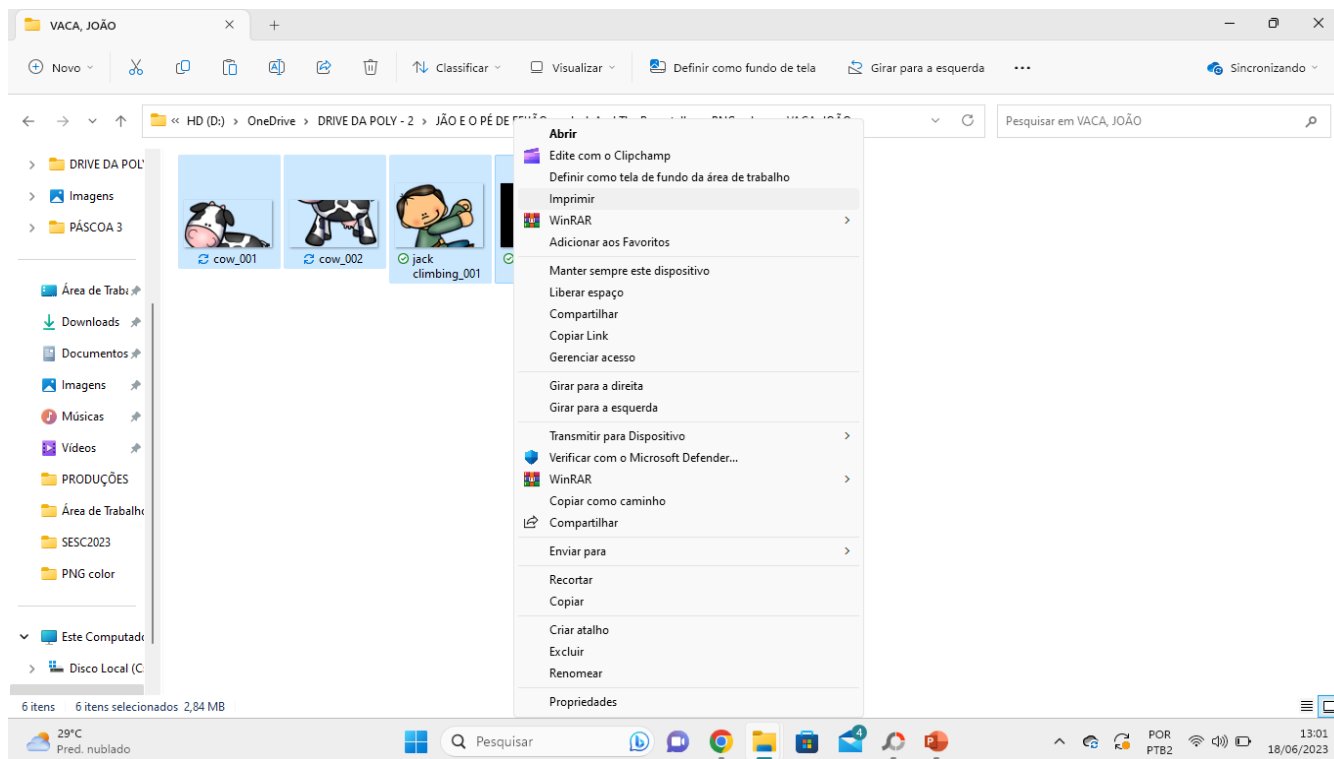 VACA, JOÃO
Novo
Classificar
Visualizar
Definir como fundo de tela
Girar para a esquerda
Sincronizando
« HD (D:) › OneDrive › DRIVE DA POLY - 2 › JÃO E O PÉ DE
Pesquisar em VACA, JOÃO
DRIVE DA POL
Imagens
PÁSCOA 3
Área de Traba
Downloads
Documentos
Imagens
Músicas
Vídeos
PRODUÇÕES
Área de Trabalho
SESC2023
PNG color
Este Computado
Disco Local (C:
cow_001
cow_002
jack
climbing_001
Abrir
Edite com o Clipchamp
Definir como tela de fundo da área de trabalho
Imprimir
WinRAR
Adicionar aos Favoritos
Manter sempre este dispositivo
Liberar espaço
Compartilhar
Copiar Link
Gerenciar acesso
Girar para a direita
Girar para a esquerda
Transmitir para Dispositivo
Verificar com o Microsoft Defender...
WinRAR
Copiar como caminho
Compartilhar
Enviar para
Recortar
Copiar
Criar atalho
Excluir
Renomear
Propriedades
6 itens 6 itens selecionados 2,84 MB
29°C
Pred. nublado
Pesquisar
4
POR
PTB2
13:01
18/06/2023